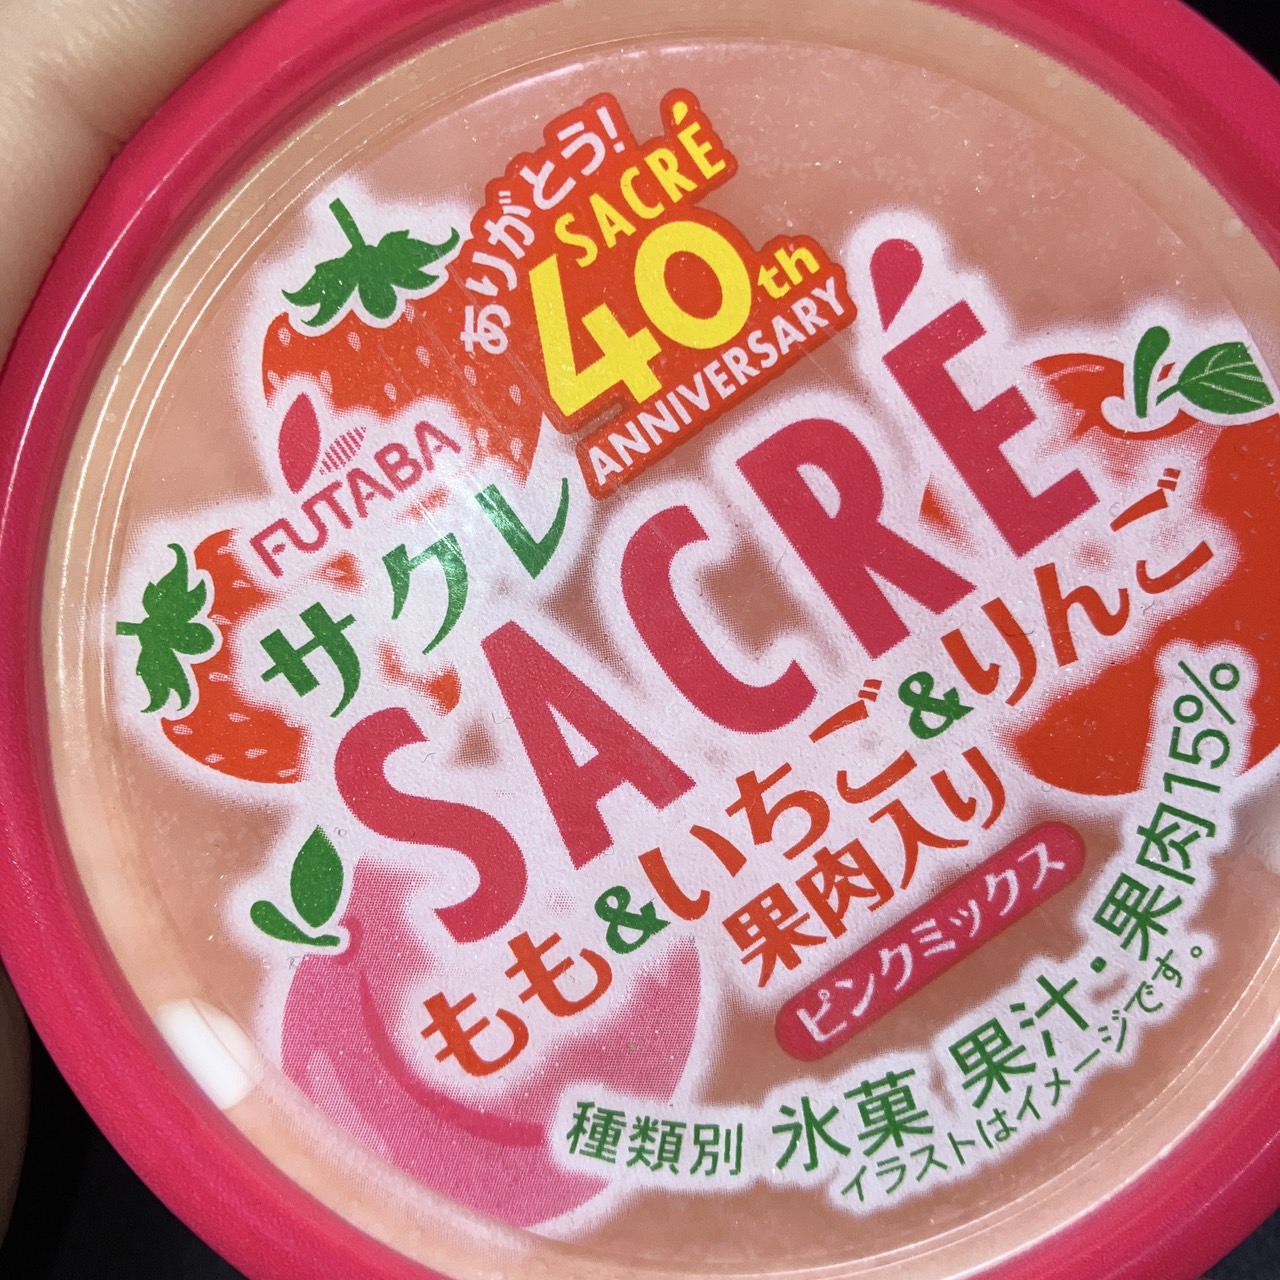 ありがとう!
SACRÉ
40th
ANNIVERSARY
FUTABA
サクレ
SACRÉ
もも&いちご&りんご
果肉入り
ピンクミックス
種類別 氷菓 果汁・果肉15%
イラストはイメージです。